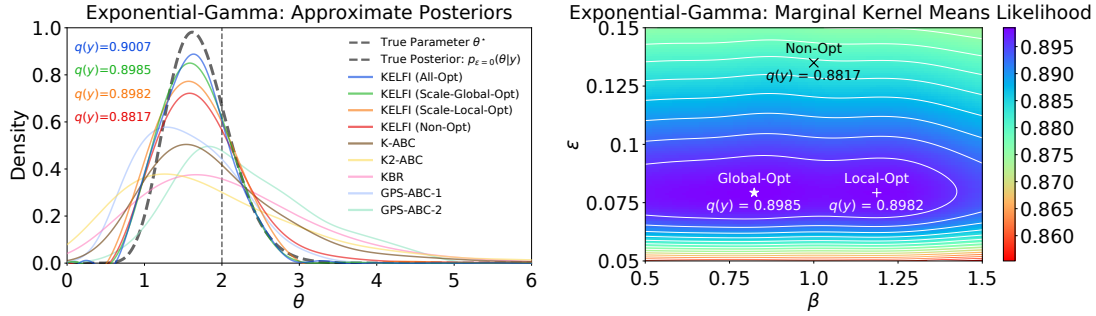 Exponential-Gamma: Approximate Posteriors
q(y)=0.9007
q(y)=0.8985
q(y)=0.8982
q(y)=0.8817
True Parameter θ*
True Posterior: pε=0(θ|y)
KELFI (All-Opt)
KELFI (Scale-Global-Opt)
KELFI (Scale-Local-Opt)
KELFI (Non-Opt)
K-ABC
K2-ABC
KBR
GPS-ABC-1
GPS-ABC-2
Density
1.0
0.8
0.6
0.4
0.2
0.0
0 1 2 3 4 5 6
θ
Exponential-Gamma: Marginal Kernel Means Likelihood
Non-Opt
q(y) = 0.8817
Global-Opt
q(y) = 0.8985
Local-Opt
q(y) = 0.8982
ε
0.15
0.125
0.1
0.075
0.05
0.5 0.75 1.0 1.25 1.5
β
0.895
0.890
0.885
0.880
0.875
0.870
0.865
0.860